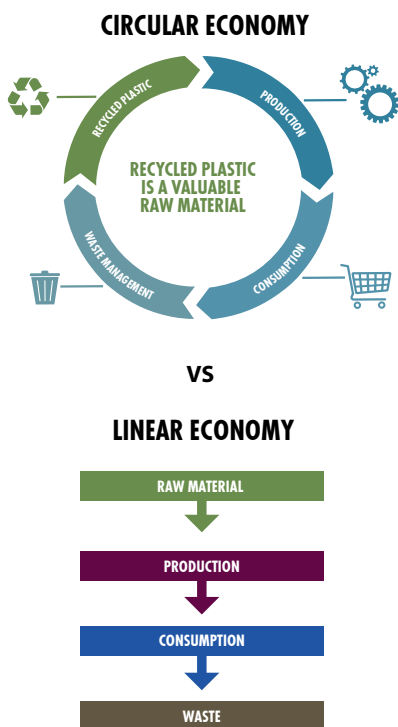 CIRCULAR ECONOMY
RECYCLED PLASTIC
PRODUCTION
RECYCLED PLASTIC
IS A VALUABLE
RAW MATERIAL
WASTE MANAGEMENT
CONSUMPTION
VS
LINEAR ECONOMY
RAW MATERIAL
PRODUCTION
CONSUMPTION
WASTE